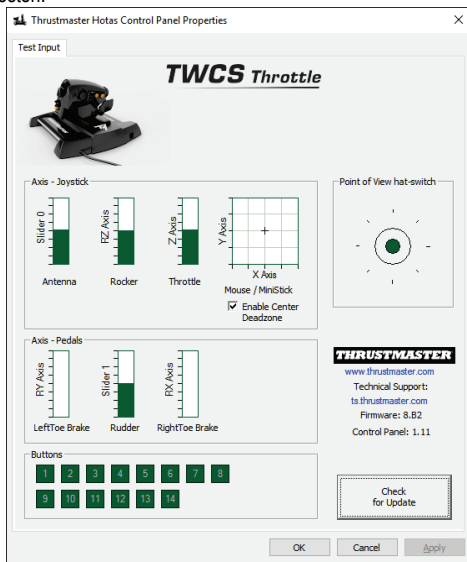 Thrustmaster Hotas Control Panel Properties
Test Input
TWCS Throttle
Axis - Joystick
Slider 0
RZ Axis
Z Axis
Y Axis
X Axis
Antenna
Rocker
Throttle
Mouse / MiniStick
Enable Center
Deadzone
Point of View hat-switch
Axis - Pedals
RY Axis
Slider 1
RX Axis
LeftToe Brake
Rudder
RightToe Brake
THRUSTMASTER
www.thrustmaster.com
Technical Support:
ts.thrustmaster.com
Firmware: 8.B2
Control Panel: 1.11
Buttons
1 2 3 4 5 6 7 8
9 10 11 12 13 14
Check
for Update
OK
Cancel
Apply